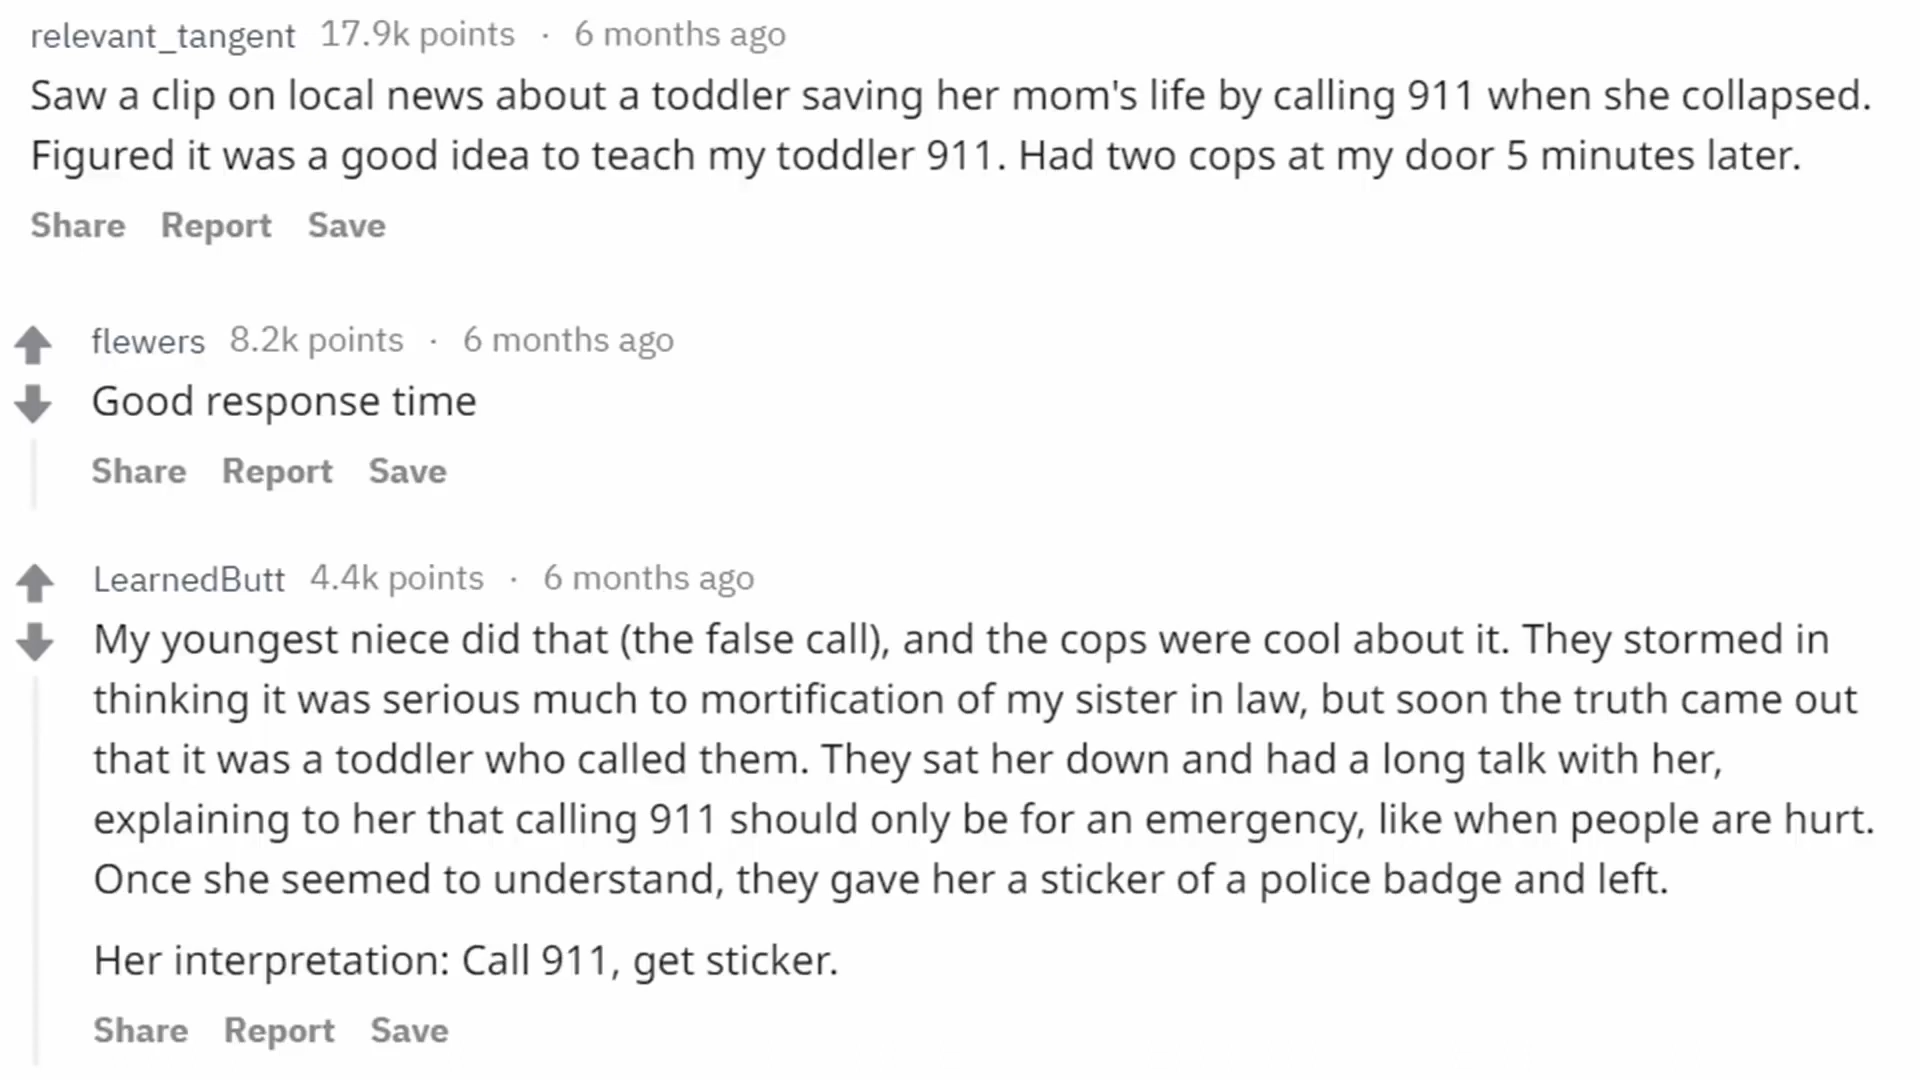 relevant_tangent 17.9k points · 6 months ago
Saw a clip on local news about a toddler saving her mom's life by calling 911 when she collapsed.
Figured it was a good idea to teach my toddler 911. Had two cops at my door 5 minutes later.
Share Report Save
flewers 8.2k points · 6 months ago
Good response time
Share Report Save
LearnedButt 4.4k points · 6 months ago
My youngest niece did that (the false call), and the cops were cool about it. They stormed in
thinking it was serious much to mortification of my sister in law, but soon the truth came out
that it was a toddler who called them. They sat her down and had a long talk with her,
explaining to her that calling 911 should only be for an emergency, like when people are hurt.
Once she seemed to understand, they gave her a sticker of a police badge and left.
Her interpretation: Call 911, get sticker.
Share Report Save